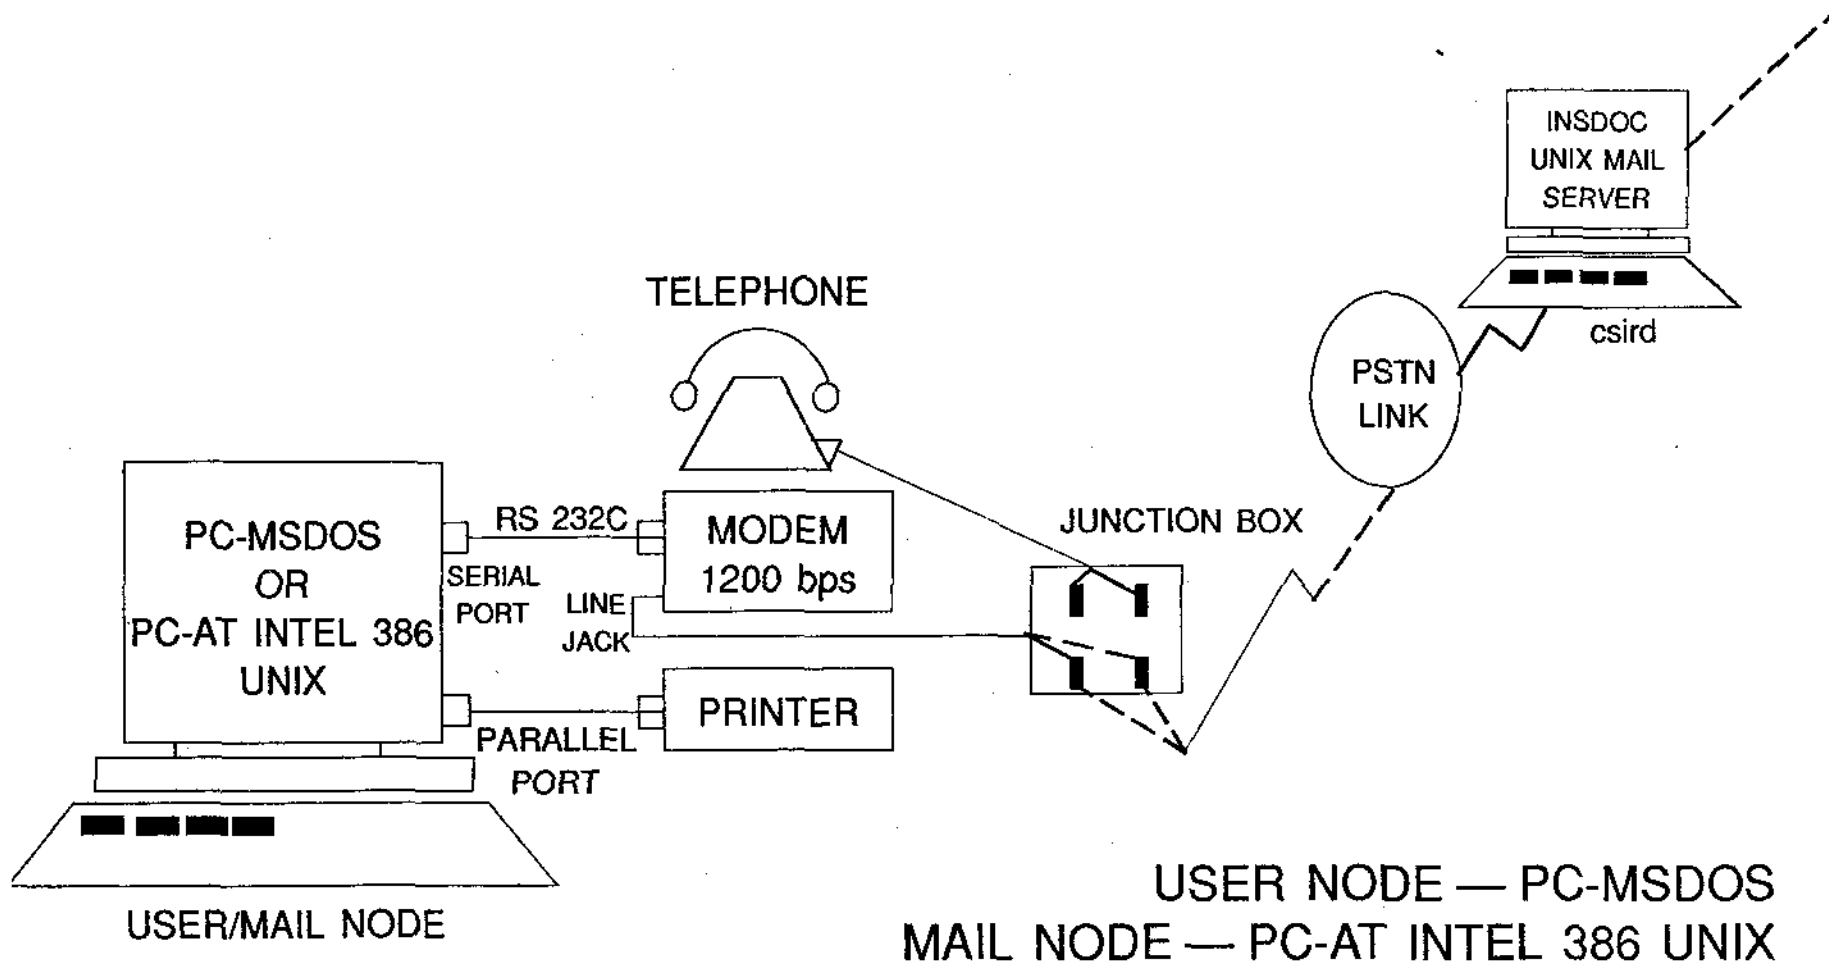 INSDOC
UNIX MAIL
SERVER
csird
PSTN
LINK
TELEPHONE
JUNCTION BOX
PC-MSDOS
OR
PC-AT INTEL 386
UNIX
RS 232C
SERIAL
PORT
MODEM
1200 bps
LINE
JACK
PRINTER
PARALLEL
PORT
USER/MAIL NODE
USER NODE — PC-MSDOS
MAIL NODE — PC-AT INTEL 386 UNIX